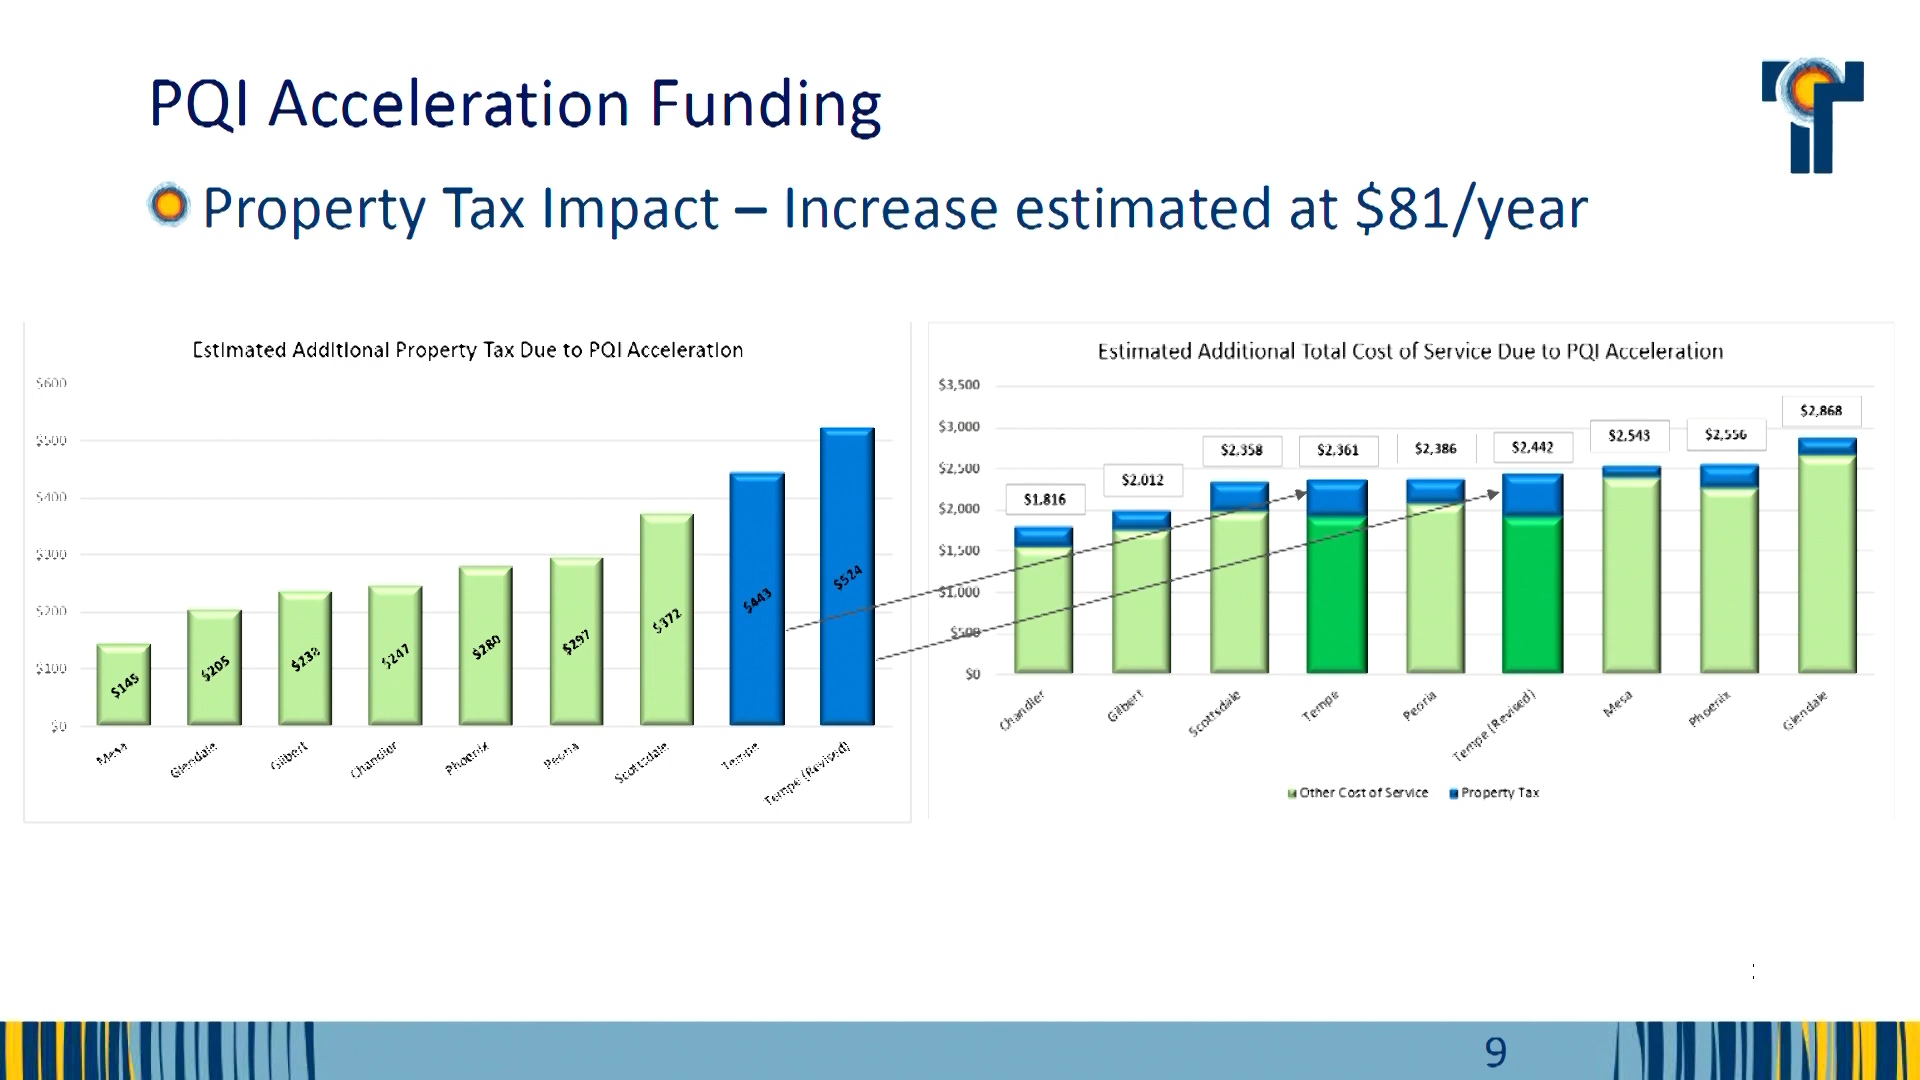 PQI Acceleration Funding
Property Tax Impact – Increase estimated at $81/year
Estimated Additional Property Tax Due to PQI Acceleration
$600
$500
$400
$300
$200
$100
$0
$145
$205
$238
$247
$280
$297
$372
$443
$524
Mesa
Glendale
Gilbert
Chandler
Phoenix
Peoria
Scottsdale
Tempe
Tempe (Revised)
Estimated Additional Total Cost of Service Due to PQI Acceleration
$3,500
$3,000
$2,500
$2,000
$1,500
$1,000
$500
$0
$1,816
$2,012
$2,358
$2,361
$2,386
$2,442
$2,543
$2,556
$2,868
Chandler
Gilbert
Scottsdale
Tempe
Peoria
Tempe (Revised)
Mesa
Phoenix
Glendale
Other Cost of Service
Property Tax
9